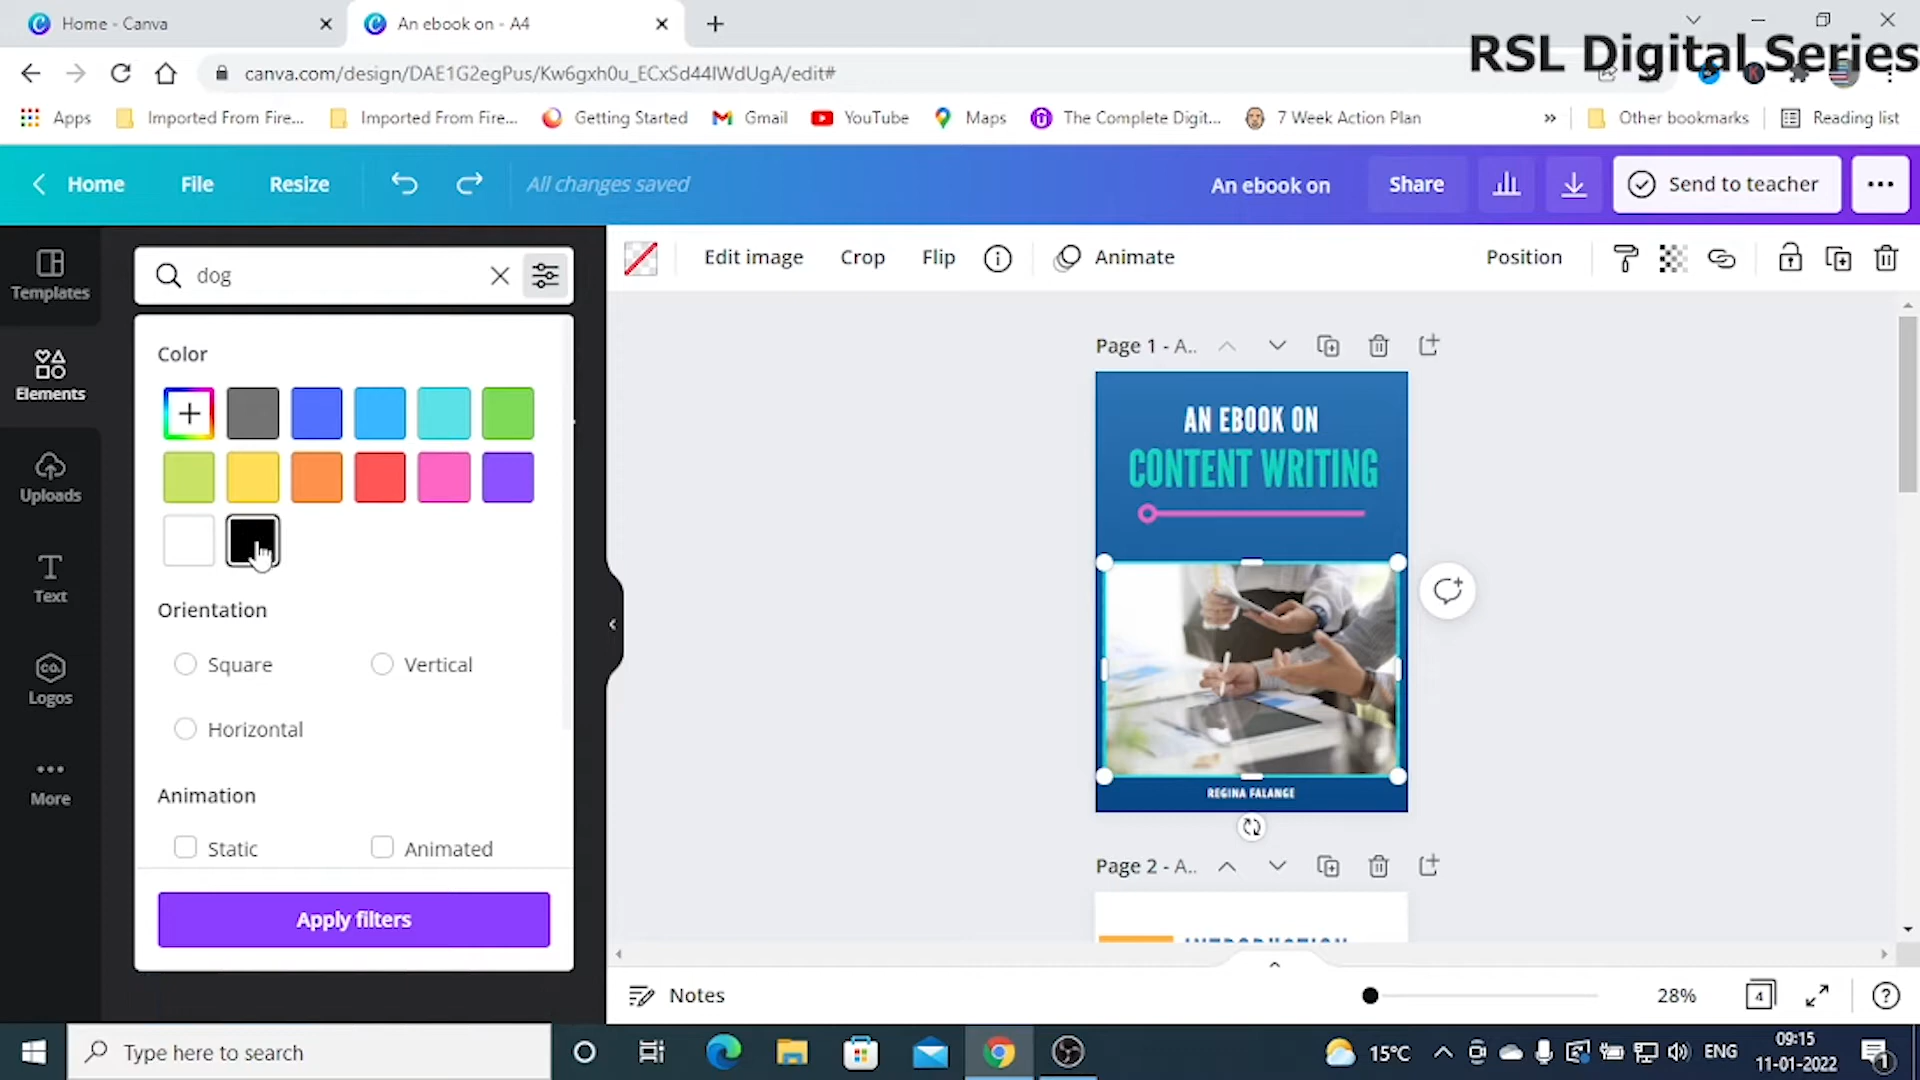 Home - Canva
An ebook on - A4
RSL Digital Series
canva.com/design/DAE1G2egPus/Kw6gxh0u_ECxSd44IWdUgA/edit#
Apps
Imported From Fire...
Imported From Fire...
Getting Started
Gmail
YouTube
Maps
The Complete Digit...
7 Week Action Plan
»
Other bookmarks
Reading list
Home
File
Resize
All changes saved
An ebook on
Share
Send to teacher
Templates
Elements
Uploads
Text
CO.
Logos
More
dog
Color
Orientation
Square
Vertical
Horizontal
Animation
Static
Animated
Apply filters
Edit image
Crop
Flip
Animate
Position
Page 1 - A..
AN EBOOK ON
CONTENT WRITING
REGINA FALANGE
Page 2 - A..
INTRODUCTION
Notes
28%
4
Type here to search
15°C
ENG
09:15
11-01-2022
1